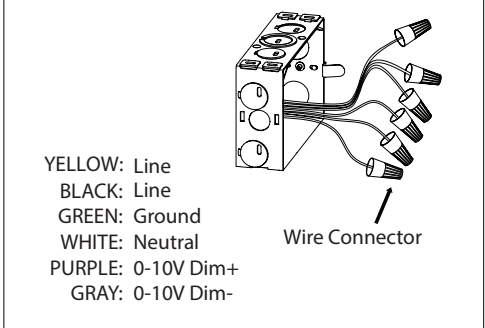 YELLOW: Line
BLACK: Line
GREEN: Ground
WHITE: Neutral
PURPLE: 0-10V Dim+
GRAY: 0-10V Dim-
Wire Connector